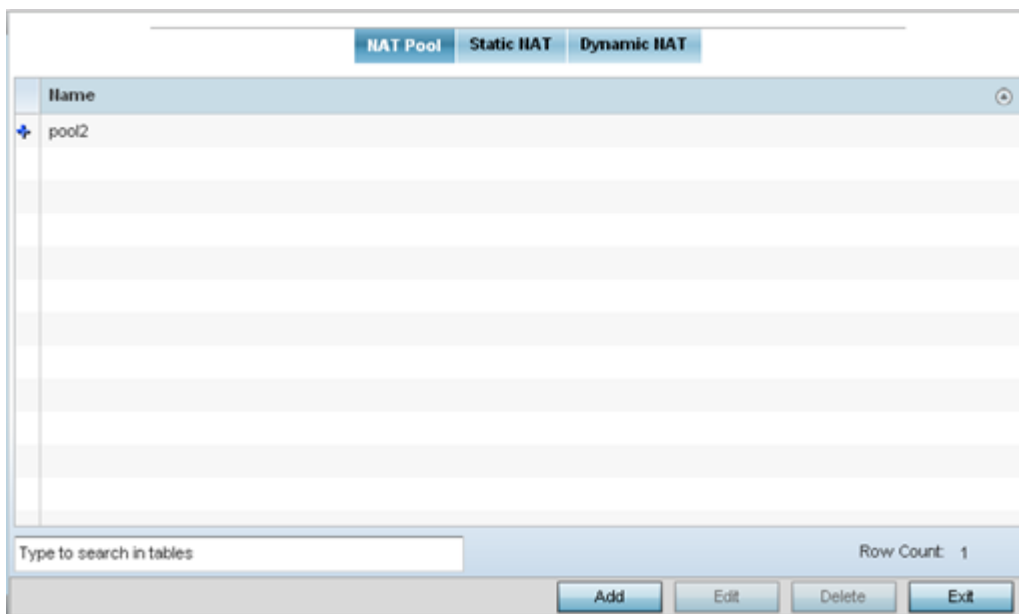 NAT Pool Static NAT Dynamic NAT
Name
pool2
Type to search in tables Row Count: 1
Add Edit Delete Exit